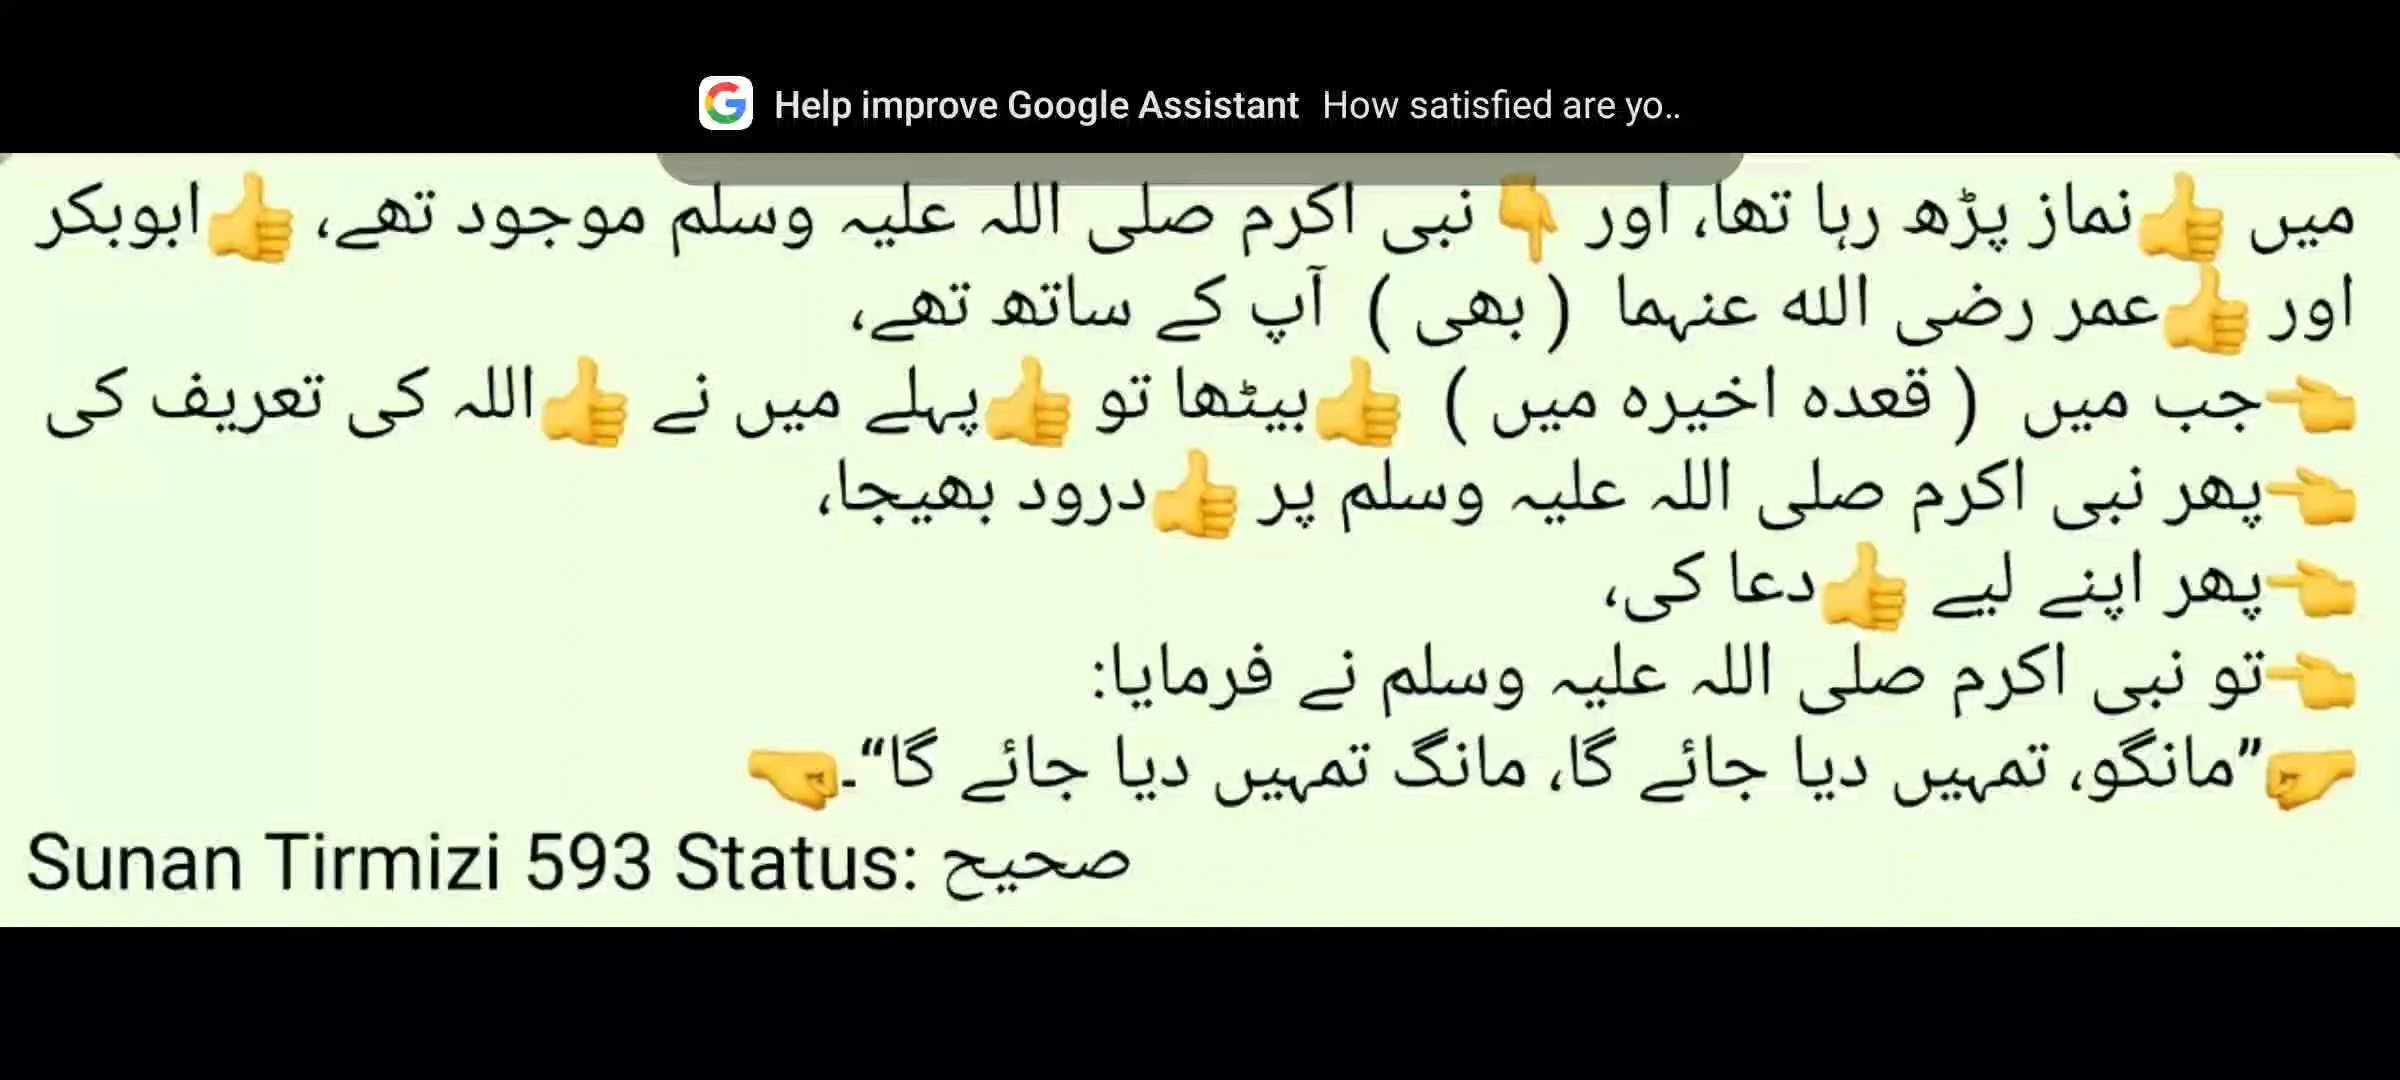 Help improve Google Assistant How satisfied are yo..
میں 👍نماز پڑھ رہا تھا، اور 👇 نبی اکرم صلی اللہ علیہ وسلم موجود تھے، 👍ابوبکر
اور 👍عمر رضی الله عنہما ( بھی ) آپ کے ساتھ تھے،
👈جب میں ( قعدہ اخیرہ میں ) 👍بیٹھا تو 👍پہلے میں نے 👍اللہ کی تعریف کی
👈پھر نبی اکرم صلی اللہ علیہ وسلم پر 👍درود بھیجا،
👈پھر اپنے لیے 👍دعا کی،
👈تو نبی اکرم صلی اللہ علیہ وسلم نے فرمایا:
🤛”مانگو، تمہیں دیا جائے گا، مانگ تمہیں دیا جائے گا“۔🤜
Sunan Tirmizi 593 Status: صحیح